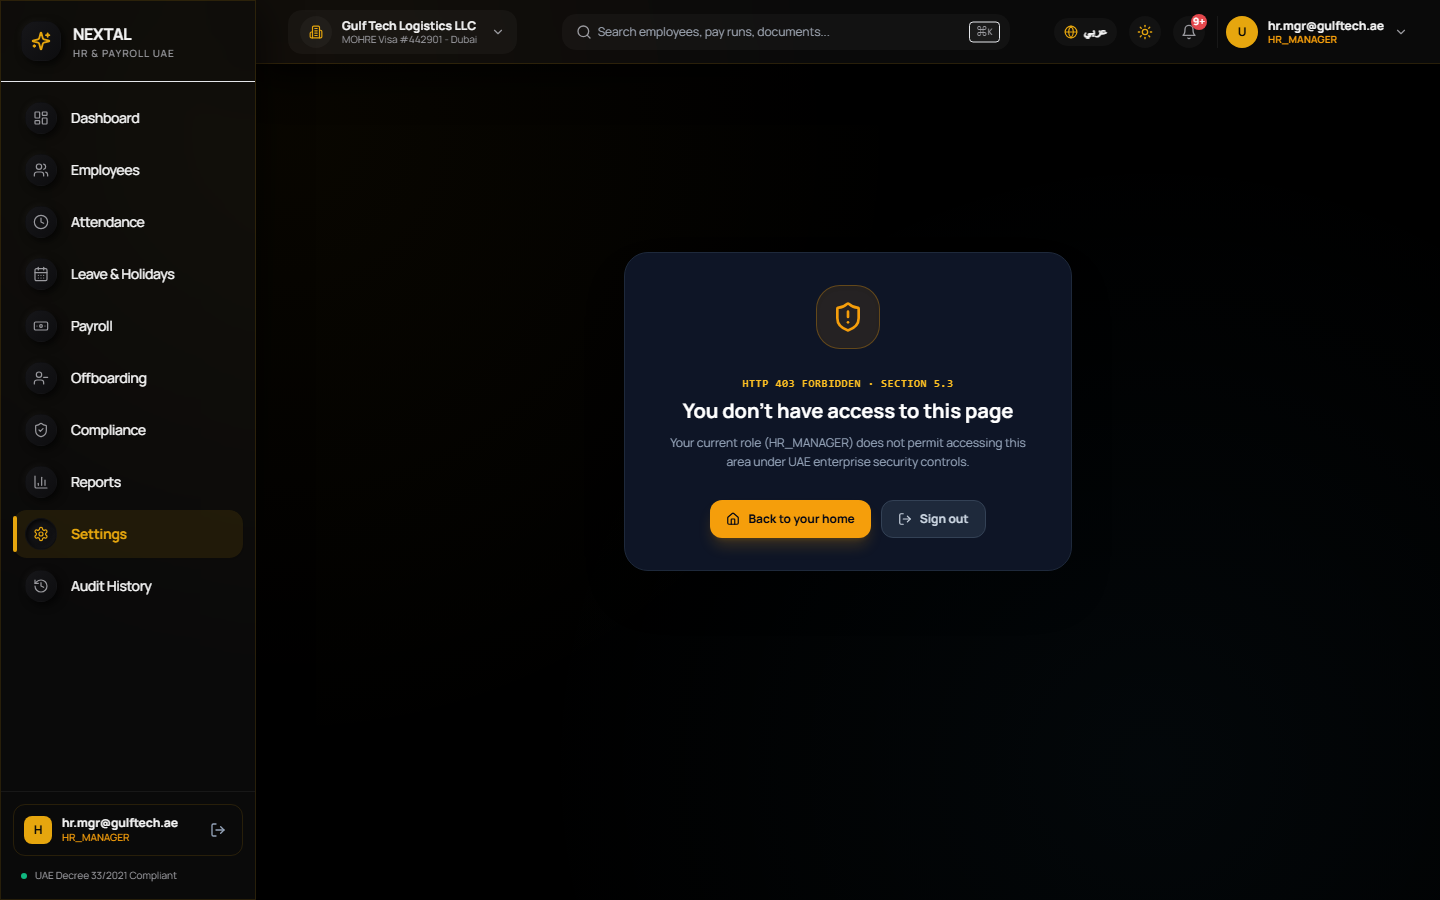 NEXTAL
HR & PAYROLL UAE
Dashboard
Employees
Attendance
Leave & Holidays
Payroll
Offboarding
Compliance
Reports
Settings
Audit History
H
hr.mgr@gulftech.ae
HR_MANAGER
UAE Decree 33/2021 Compliant
Gulf Tech Logistics LLC
MOHRE Visa #442901 - Dubai
Search employees, pay runs, documents...
⌘K
عربي
9+
U
hr.mgr@gulftech.ae
HR_MANAGER
HTTP 403 FORBIDDEN · SECTION 5.3
You don't have access to this page
Your current role (HR_MANAGER) does not permit accessing this
area under UAE enterprise security controls.
Back to your home
Sign out